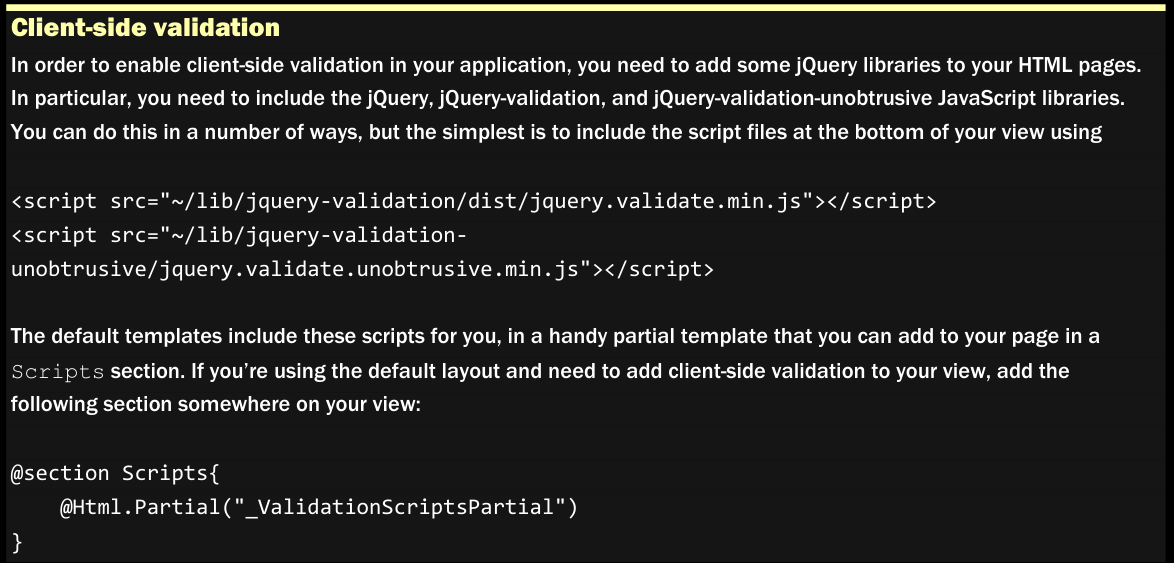 Client-side validation
In order to enable client-side validation in your application, you need to add some jQuery libraries to your HTML pages.
In particular, you need to include the jQuery, jQuery-validation, and jQuery-validation-unobtrusive JavaScript libraries.
You can do this in a number of ways, but the simplest is to include the script files at the bottom of your view using
<script src="~/lib/jquery-validation/dist/jquery.validate.min.js"></script>
<script src="~/lib/jquery-validation-
unobtrusive/jquery.validate.unobtrusive.min.js"></script>
The default templates include these scripts for you, in a handy partial template that you can add to your page in a
Scripts section. If you’re using the default layout and need to add client-side validation to your view, add the
following section somewhere on your view:
@section Scripts{
    @Html.Partial("_ValidationScriptsPartial")
}